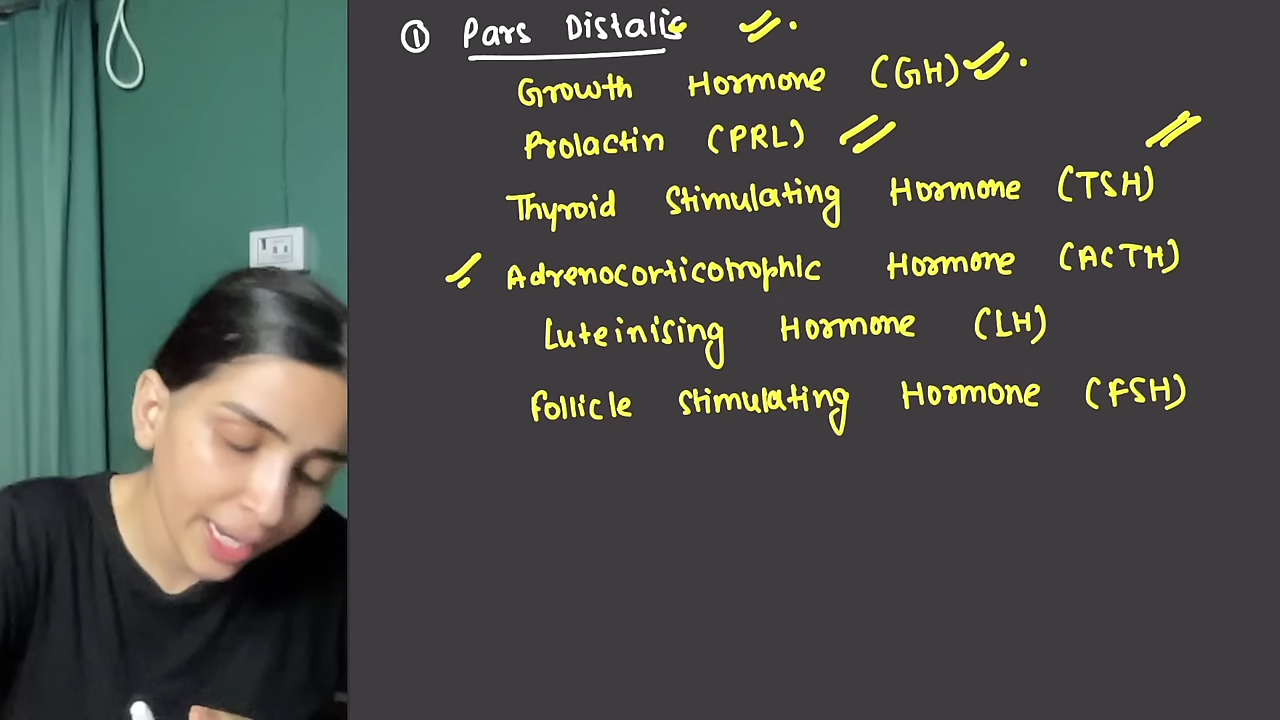 ① Pars Distalis
Growth Hormone (GH)
Prolactin (PRL)
Thyroid Stimulating Hormone (TSH)
Adrenocorticotrophic Hormone (ACTH)
Luteinising Hormone (LH)
Follicle Stimulating Hormone (FSH)